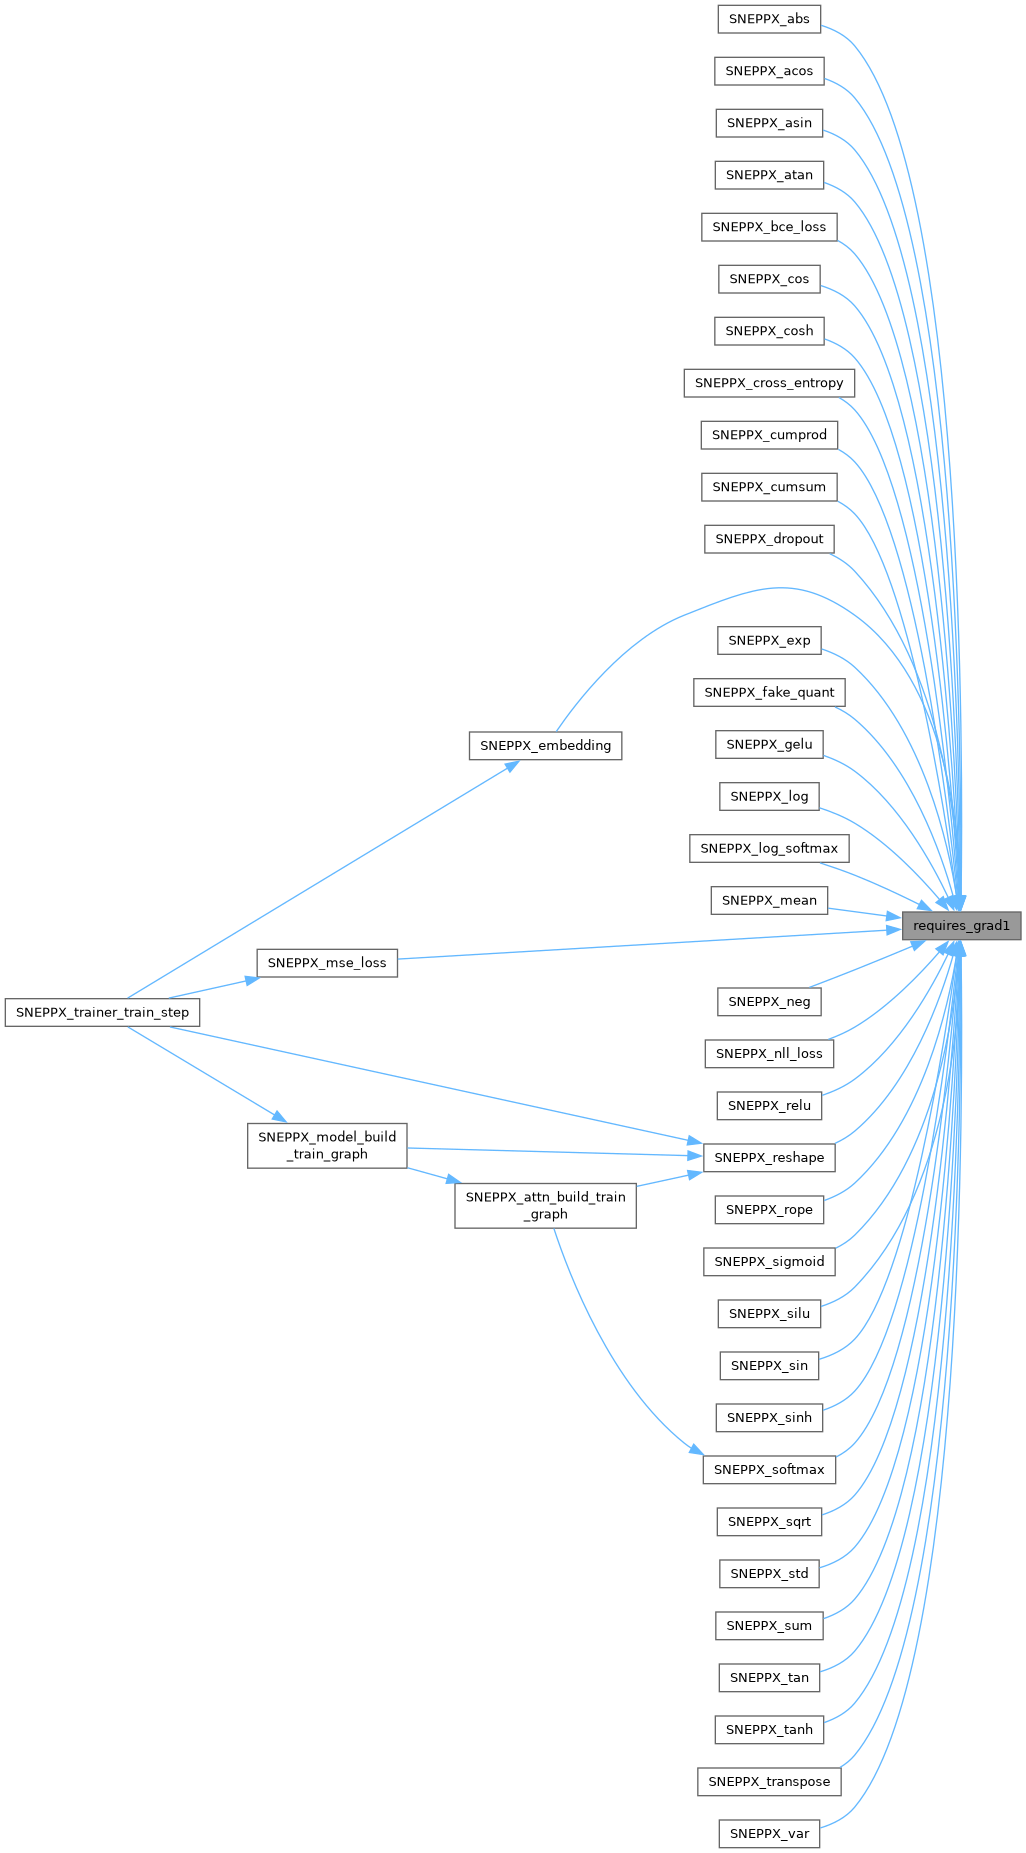 SNEPPX_abs
SNEPPX_acos
SNEPPX_asin
SNEPPX_atan
SNEPPX_bce_loss
SNEPPX_cos
SNEPPX_cosh
SNEPPX_cross_entropy
SNEPPX_cumprod
SNEPPX_cumsum
SNEPPX_dropout
SNEPPX_exp
SNEPPX_fake_quant
SNEPPX_gelu
SNEPPX_embedding
SNEPPX_log
SNEPPX_log_softmax
SNEPPX_mean
requires_grad1
SNEPPX_mse_loss
SNEPPX_neg
SNEPPX_trainer_train_step
SNEPPX_nll_loss
SNEPPX_relu
SNEPPX_model_build
_train_graph
SNEPPX_reshape
SNEPPX_attn_build_train
_graph
SNEPPX_rope
SNEPPX_sigmoid
SNEPPX_silu
SNEPPX_sin
SNEPPX_sinh
SNEPPX_softmax
SNEPPX_sqrt
SNEPPX_std
SNEPPX_sum
SNEPPX_tan
SNEPPX_tanh
SNEPPX_transpose
SNEPPX_var